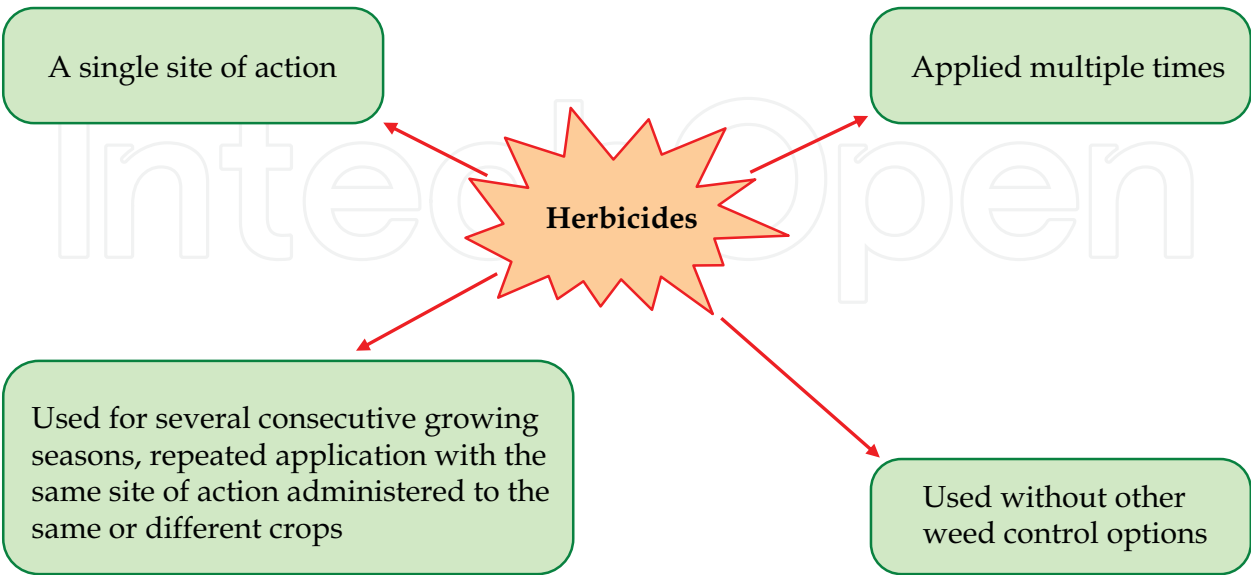 A single site of action
Applied multiple times
IntechOpen
Herbicides
Used for several consecutive growing
seasons, repeated application with the
same site of action administered to the
same or different crops
Used without other
weed control options